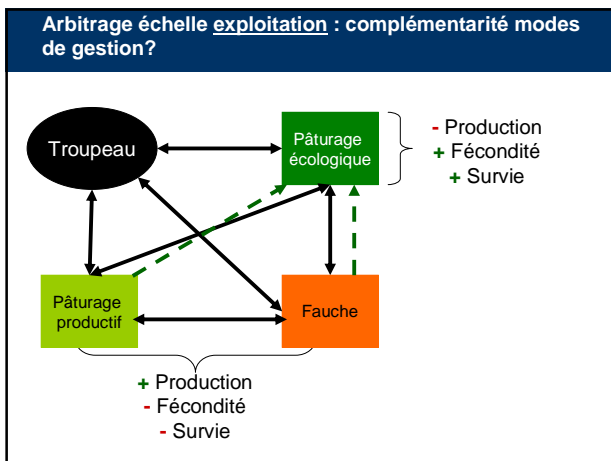 Arbitrage échelle exploitation : complémentarité modes
de gestion?
Troupeau
Pâturage
écologique
- Production
+ Fécondité
+ Survie
Pâturage
productif
Fauche
+ Production
- Fécondité
- Survie